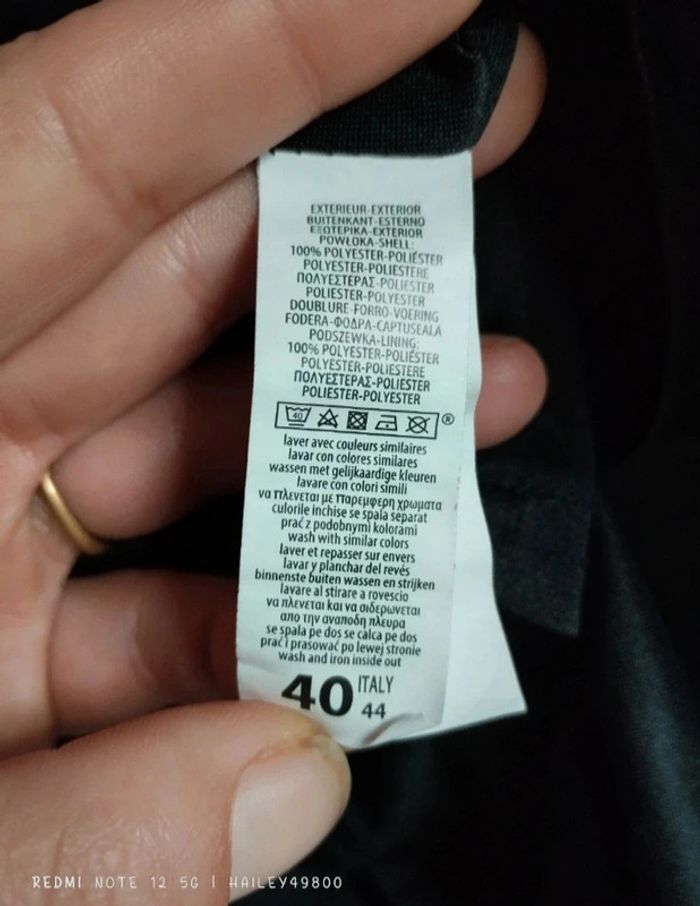 EXTERIEUR-EXTERIOR
BUITENKANT-ESTERNO
ΕΞΩΤΕΡΙΚΑ-EXTERIOR
POWŁOKA-SHELL:
100% POLYESTER-POLIÉSTER
POLYESTER-POLIESTERE
ΠΟΛΥΕΣΤΕΡΑΣ-POLIESTER
POLIESTER-POLYESTER
DOUBLURE-FORRO-VOERING
FODERA-ΦΟΔΡΑ-CAPTUSEALA
PODSZEWKA-LINING:
100% POLYESTER-POLIÉSTER
POLYESTER-POLIESTERE
ΠΟΛΥΕΣΤΕΡΑΣ-POLIESTER
POLIESTER-POLYESTER
40 ®
laver avec couleurs similaires
lavar con colores similares
wassen met gelijkaardige kleuren
lavare con colori simili
να πλενεται με παρεμφερη χρωματα
culorile inchise se spala separat
prać z podobnymi kolorami
wash with similar colors
laver et repasser sur envers
lavar y planchar del revés
binnenste buiten wassen en strijken
lavare al stirare a rovescio
να πλενεται και να σιδερωνεται
απο την αναποδη πλευρα
se spala pe dos se calca pe dos
prać i prasować po lewej stronie
wash and iron inside out
40 ITALY
44
REDMI NOTE 12 5G | HAILEY49800